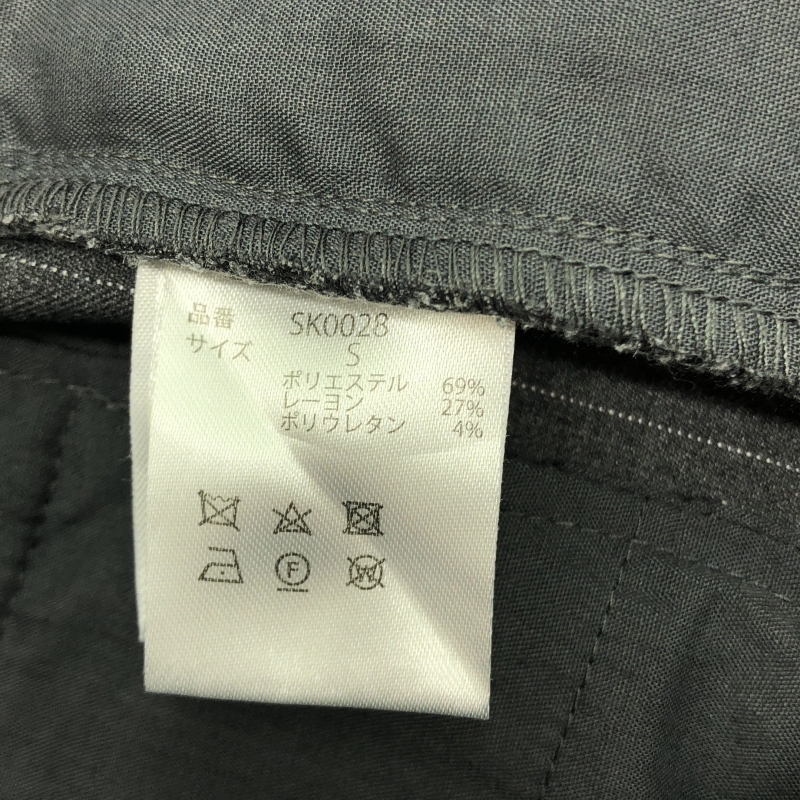 品番 SK0028
サイズ S
ポリエステル 69%
レーヨン 27%
ポリウレタン 4%
F
W